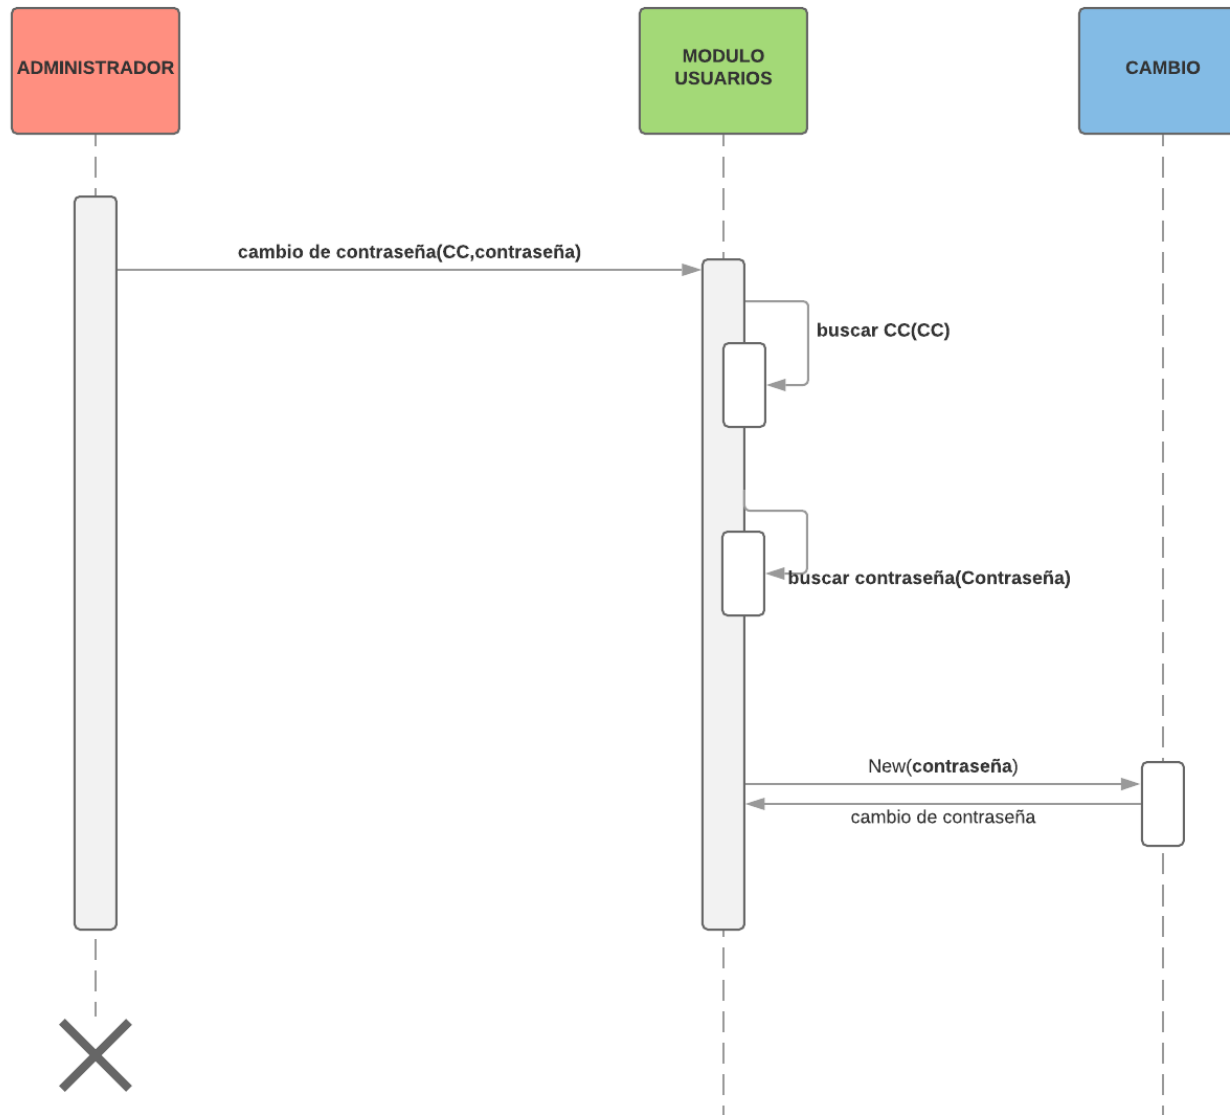 ADMINISTRADOR
MODULO
USUARIOS
CAMBIO
cambio de contraseña(CC,contraseña)
buscar CC(CC)
buscar contraseña(Contraseña)
New(contraseña)
cambio de contraseña